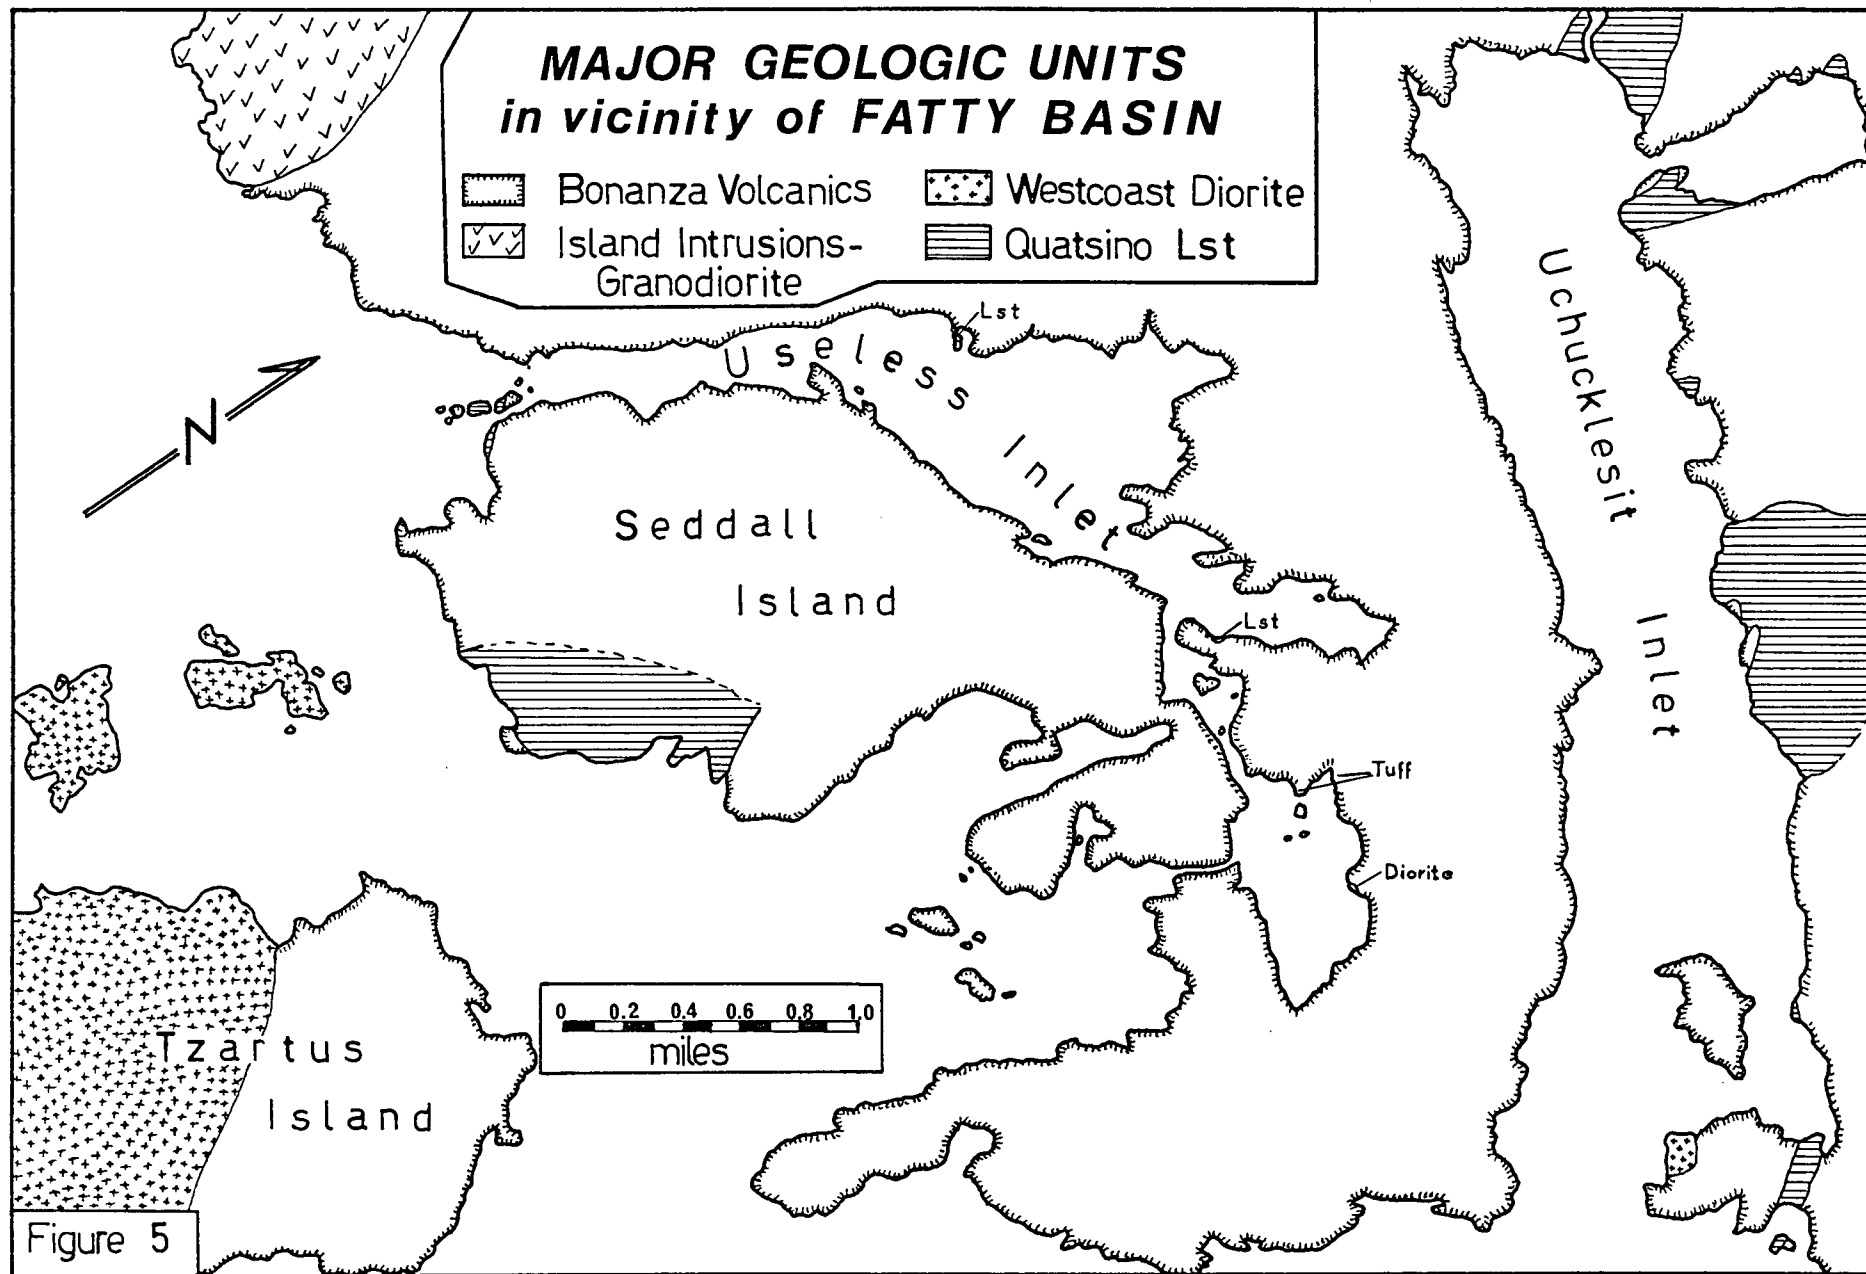 MAJOR GEOLOGIC UNITS
in vicinity of FATTY BASIN
Bonanza Volcanics
Westcoast Diorite
Island Intrusions-
Granodiorite
Quatsino Lst
Lst
Useless Inlet
Uchucklesit Inlet
N
Seddall
Island
Lst
Tuff
Diorite
0 0.2 0.4 0.6 0.8 1.0
miles
Tzartus
Island
Figure 5